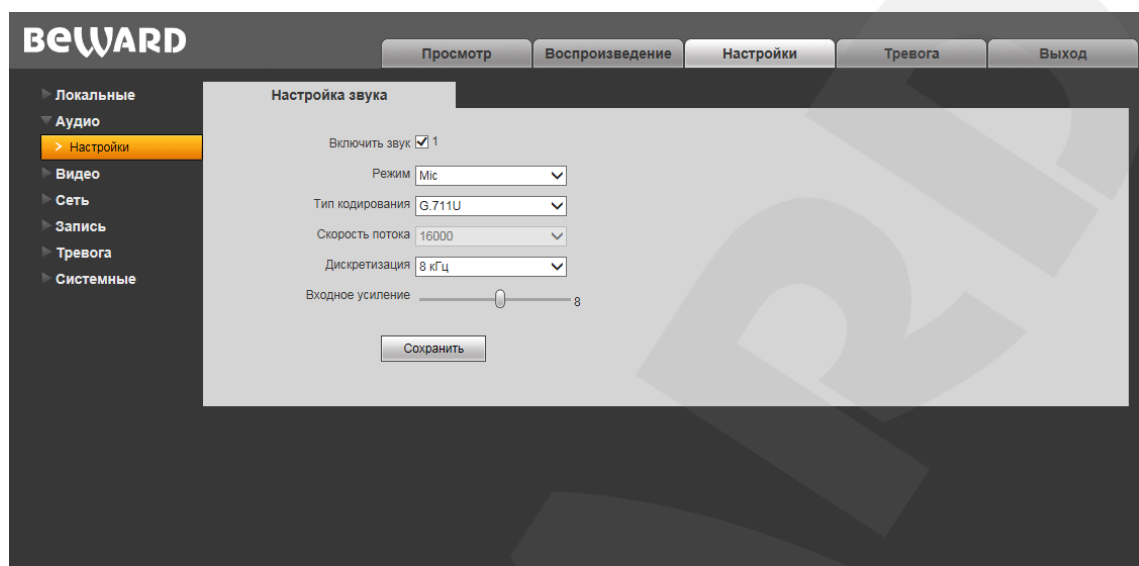 BEWARD
Просмотр
Воспроизведение
Настройки
Тревога
Выход
Локальные
Аудио
> Настройки
Видео
Сеть
Запись
Тревога
Системные
Настройка звука
Включить звук 1
Режим Mic
Тип кодирования G.711U
Скорость потока 16000
Дискретизация 8 кГц
Входное усиление 8
Сохранить